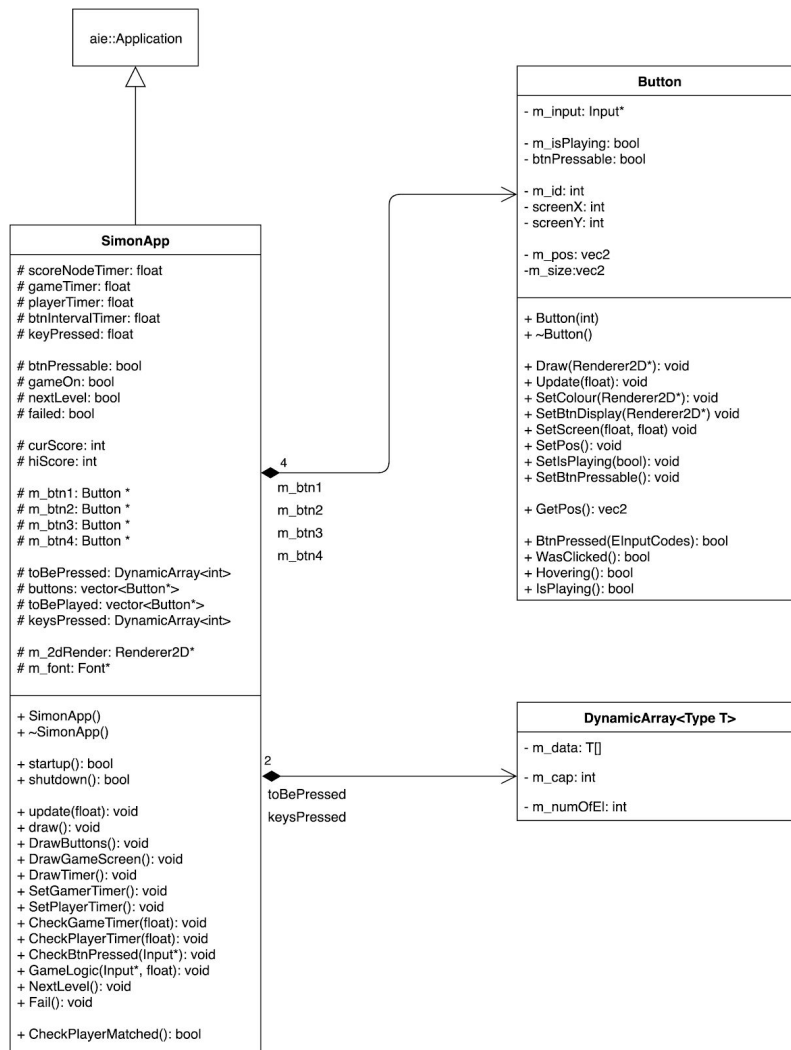 aie::Application
SimonApp
# scoreNodeTimer: float
# gameTimer: float
# playerTimer: float
# btnIntervalTimer: float
# keyPressed: float
# btnPressable: bool
# gameOn: bool
# nextLevel: bool
# failed: bool
# curScore: int
# hiScore: int
# m_btn1: Button *
# m_btn2: Button *
# m_btn3: Button *
# m_btn4: Button *
# toBePressed: DynamicArray<int>
# buttons: vector<Button*>
# toBePlayed: vector<Button*>
# keysPressed: DynamicArray<int>
# m_2dRender: Renderer2D*
# m_font: Font*
+ SimonApp()
+ ~SimonApp()
+ startup(): bool
+ shutdown(): bool
+ update(float): void
+ draw(): void
+ DrawButtons(): void
+ DrawGameScreen(): void
+ DrawTimer(): void
+ SetGamerTimer(): void
+ SetPlayerTimer(): void
+ CheckGameTimer(float): void
+ CheckPlayerTimer(float): void
+ CheckBtnPressed(Input*): void
+ GameLogic(Input*, float): void
+ NextLevel(): void
+ Fail(): void
+ CheckPlayerMatched(): bool
4
m_btn1
m_btn2
m_btn3
m_btn4
2
toBePressed
keysPressed
Button
- m_input: Input*
- m_isPlaying: bool
- btnPressable: bool
- m_id: int
- screenX: int
- screenY: int
- m_pos: vec2
-m_size:vec2
+ Button(int)
+ ~Button()
+ Draw(Renderer2D*): void
+ Update(float): void
+ SetColour(Renderer2D*): void
+ SetBtnDisplay(Renderer2D*) void
+ SetScreen(float, float) void
+ SetPos(): void
+ SetIsPlaying(bool): void
+ SetBtnPressable(): void
+ GetPos(): vec2
+ BtnPressed(EInputCodes): bool
+ WasClicked(): bool
+ Hovering(): bool
+ IsPlaying(): bool
DynamicArray<Type T>
- m_data: T[]
- m_cap: int
- m_numOfEl: int